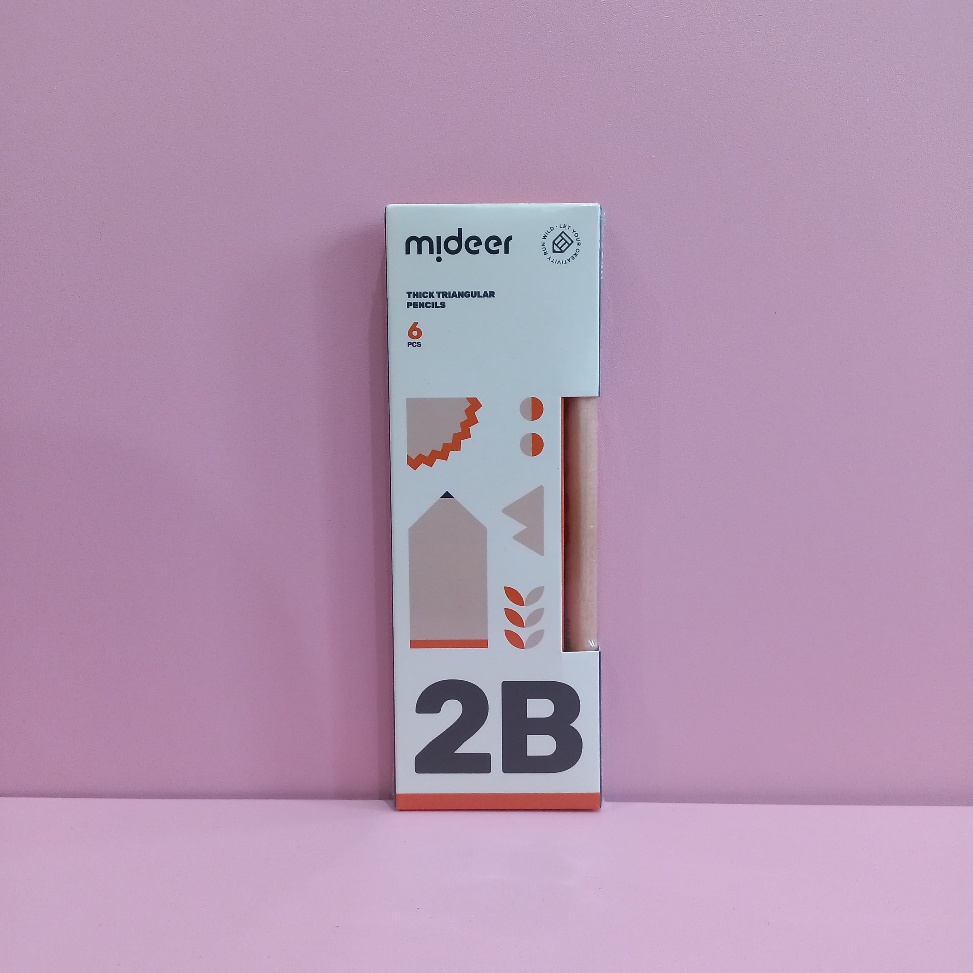 mideer
RUN WILD · LET YOUR CREATIVITY
THICK TRIANGULAR
PENCILS
6
PCS
2B